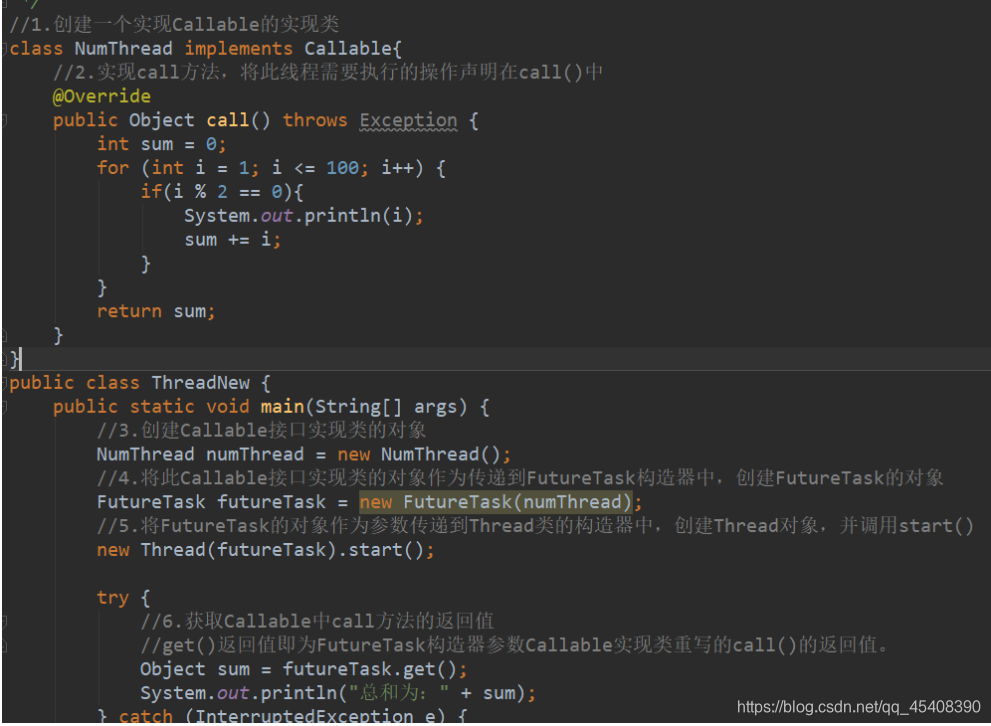 */
//1.创建一个实现Callable的实现类
class NumThread implements Callable{
    //2.实现call方法，将此线程需要执行的操作声明在call()中
    @Override
    public Object call() throws Exception {
        int sum = 0;
        for (int i = 1; i <= 100; i++) {
            if(i % 2 == 0){
                System.out.println(i);
                sum += i;
            }
        }
        return sum;
    }
}
public class ThreadNew {
    public static void main(String[] args) {
        //3.创建Callable接口实现类的对象
        NumThread numThread = new NumThread();
        //4.将此Callable接口实现类的对象作为传递到FutureTask构造器中，创建FutureTask的对象
        FutureTask futureTask = new FutureTask(numThread);
        //5.将FutureTask的对象作为参数传递到Thread类的构造器中，创建Thread对象，并调用start()
        new Thread(futureTask).start();
        try {
            //6.获取Callable中call方法的返回值
            //get()返回值即为FutureTask构造器参数Callable实现类重写的call()的返回值。
            Object sum = futureTask.get();
            System.out.println("总和为：" + sum);
        } catch (InterruptedException e) {
https://blog.csdn.net/qq_45408390